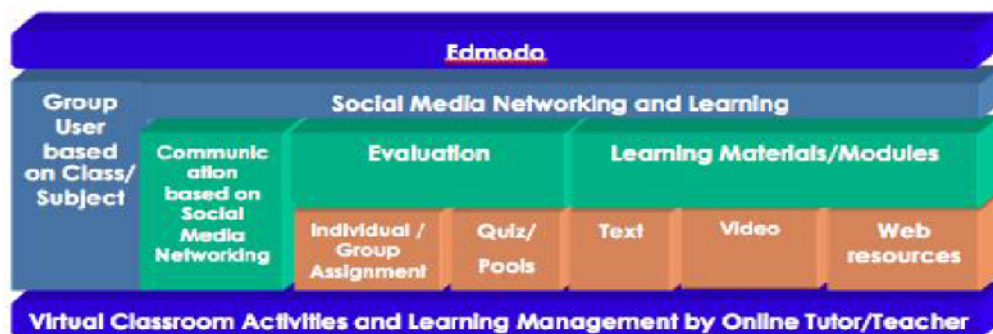 Edmodo
Social Media Networking and Learning
Group
User
based
on Class/
Subject
Communic
ation
based on
Social
Media
Networking
Evaluation
Learning Materials/Modules
Individual /
Group
Assignment
Quiz/
Pools
Text
Video
Web
resources
Virtual Classroom Activities and Learning Management by Online Tutor/Teacher